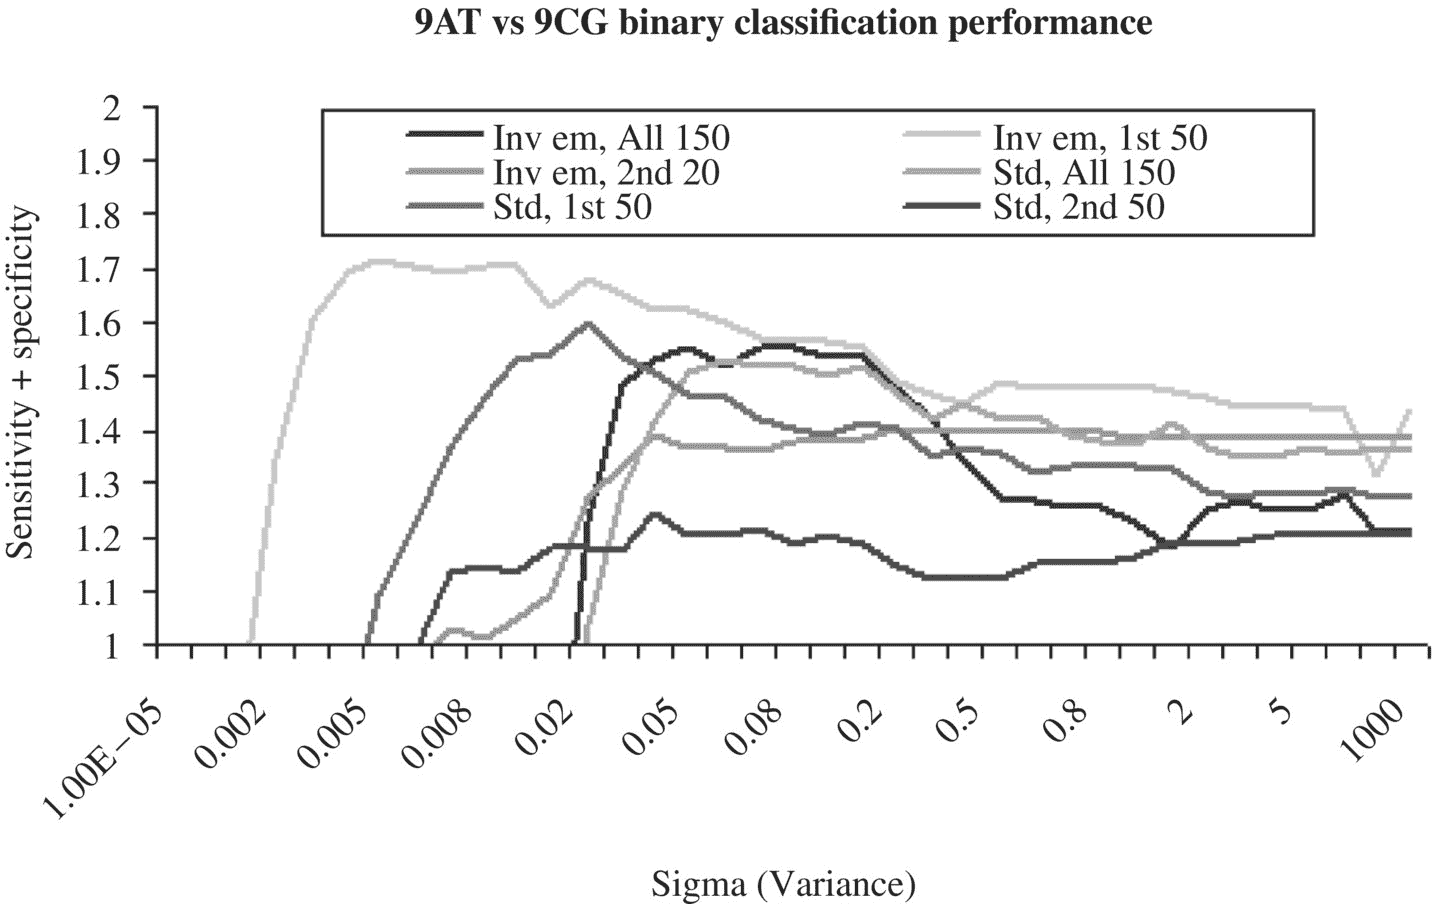 9AT vs 9CG binary classification performance
Sensitivity + specificity
2
1.9
1.8
1.7
1.6
1.5
1.4
1.3
1.2
1.1
1
Inv em, All 150
Inv em, 1st 50
Inv em, 2nd 20
Std, All 150
Std, 1st 50
Std, 2nd 50
1.00E−05
0.002
0.005
0.008
0.02
0.05
0.08
0.2
0.5
0.8
2
5
1000
Sigma (Variance)